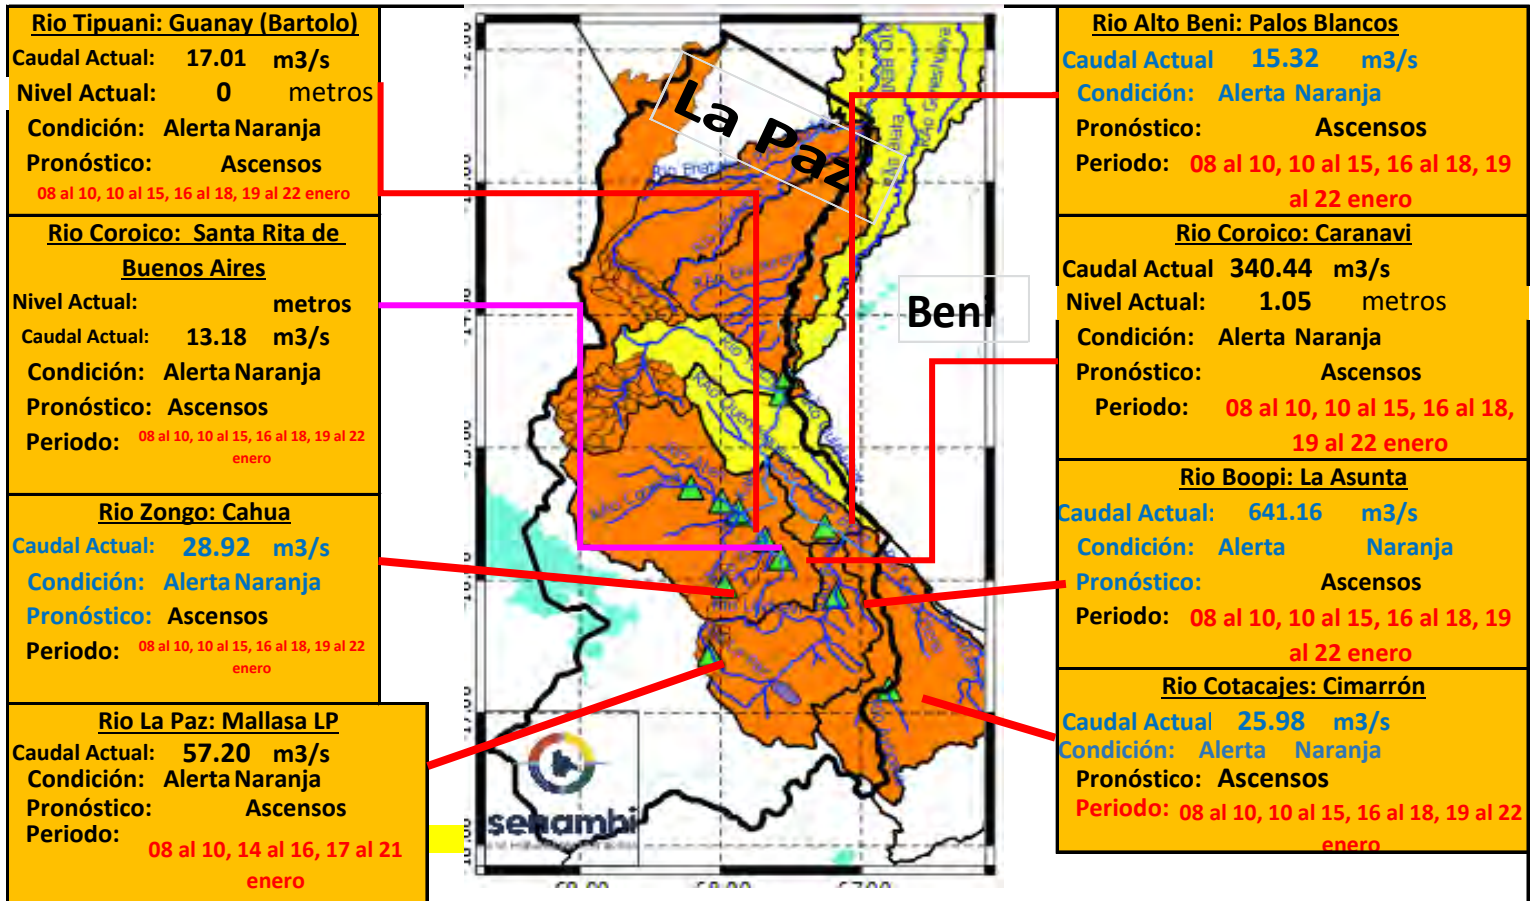 Rio Tipuani: Guanay (Bartolo)
Caudal Actual: 17.01 m3/s
Nivel Actual: 0 metros
Condición: Alerta Naranja
Pronóstico: Ascensos
08 al 10, 10 al 15, 16 al 18, 19 al 22 enero
Rio Coroico: Santa Rita de
Buenos Aires
Nivel Actual: metros
Caudal Actual: 13.18 m3/s
Condición: Alerta Naranja
Pronóstico: Ascensos
Periodo: 08 al 10, 10 al 15, 16 al 18, 19 al 22
enero
Rio Zongo: Cahua
Caudal Actual: 28.92 m3/s
Condición: Alerta Naranja
Pronóstico: Ascensos
Periodo: 08 al 10, 10 al 15, 16 al 18, 19 al 22
enero
Rio La Paz: Mallasa LP
Caudal Actual: 57.20 m3/s
Condición: Alerta Naranja
Pronóstico: Ascensos
Periodo: 08 al 10, 14 al 16, 17 al 21
enero
La Paz
Beni
senamhi
Rio Alto Beni: Palos Blancos
Caudal Actual 15.32 m3/s
Condición: Alerta Naranja
Pronóstico: Ascensos
Periodo: 08 al 10, 10 al 15, 16 al 18, 19
al 22 enero
Rio Coroico: Caranavi
Caudal Actual 340.44 m3/s
Nivel Actual: 1.05 metros
Condición: Alerta Naranja
Pronóstico: Ascensos
Periodo: 08 al 10, 10 al 15, 16 al 18,
19 al 22 enero
Rio Boopi: La Asunta
Caudal Actual: 641.16 m3/s
Condición: Alerta Naranja
Pronóstico: Ascensos
Periodo: 08 al 10, 10 al 15, 16 al 18, 19
al 22 enero
Rio Cotacajes: Cimarrón
Caudal Actual 25.98 m3/s
Condición: Alerta Naranja
Pronóstico: Ascensos
Periodo: 08 al 10, 10 al 15, 16 al 18, 19 al 22
enero